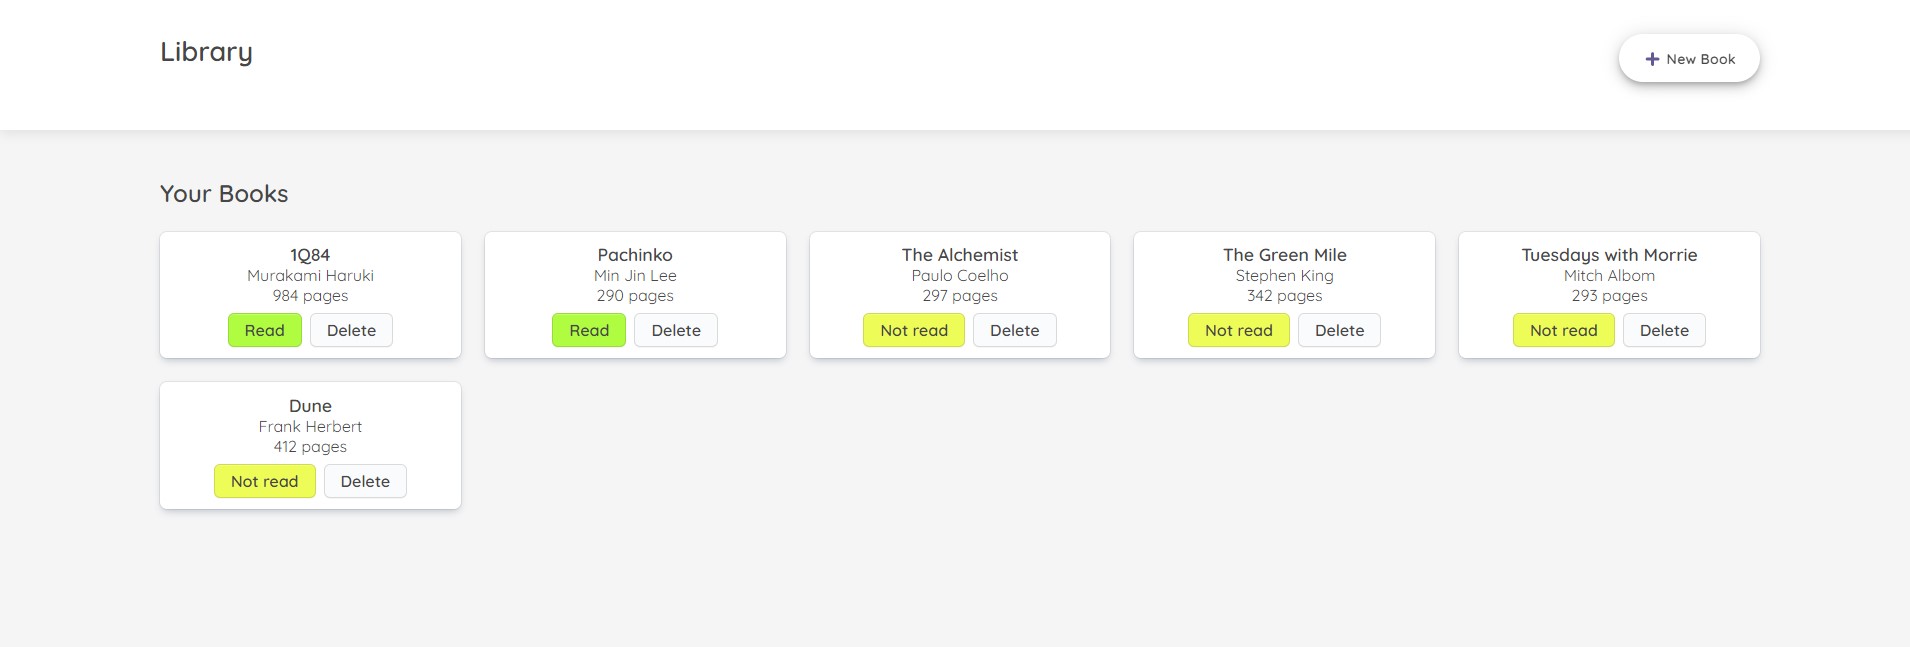 Library
+ New Book
Your Books
1Q84
Murakami Haruki
984 pages
Read Delete
Pachinko
Min Jin Lee
290 pages
Read Delete
The Alchemist
Paulo Coelho
297 pages
Not read Delete
The Green Mile
Stephen King
342 pages
Not read Delete
Tuesdays with Morrie
Mitch Albom
293 pages
Not read Delete
Dune
Frank Herbert
412 pages
Not read Delete